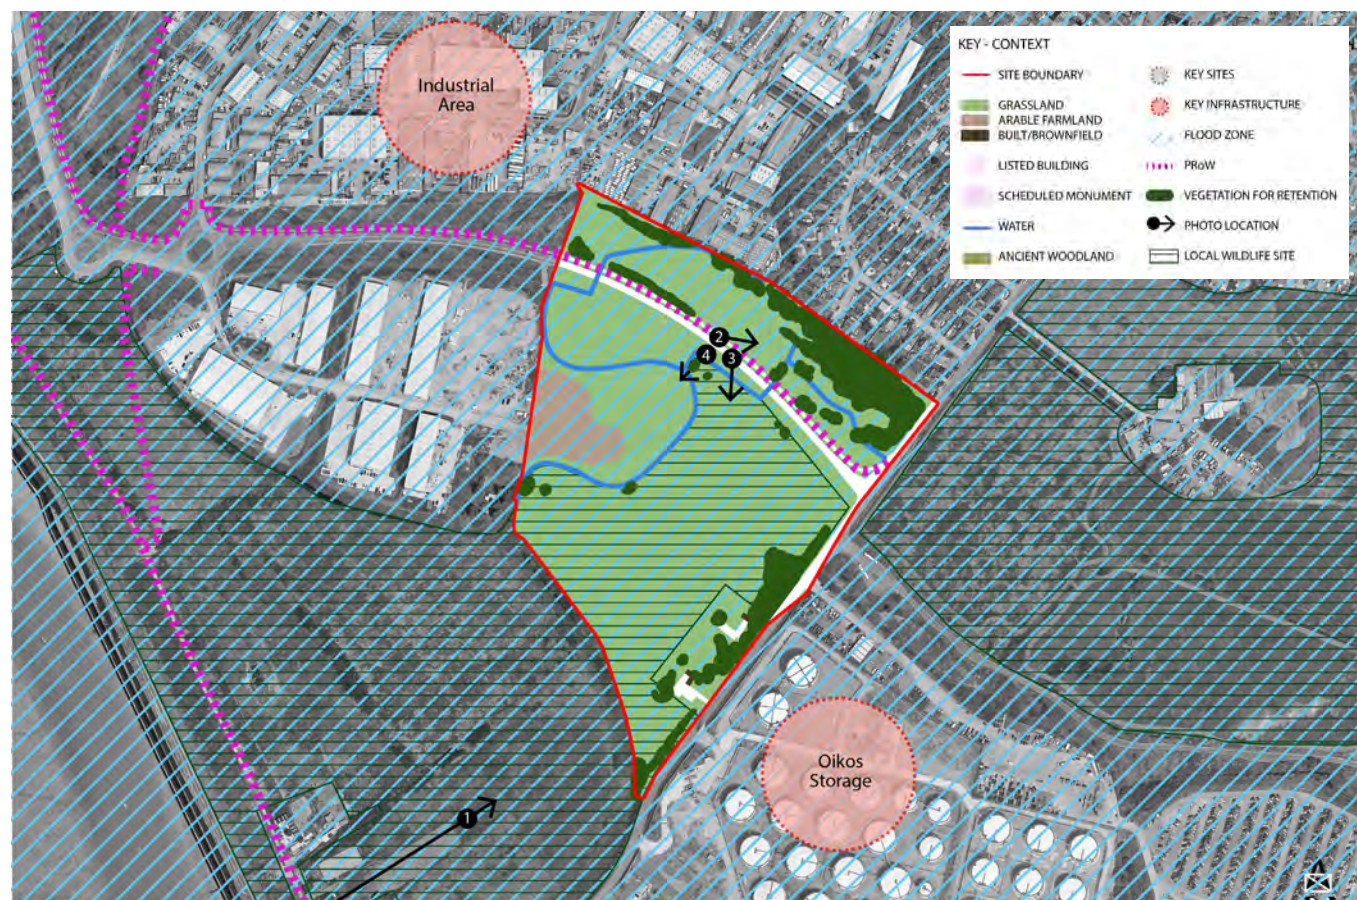 Industrial
Area
KEY - CONTEXT
SITE BOUNDARY
GRASSLAND
ARABLE FARMLAND
BUILT/BROWNFIELD
LISTED BUILDING
SCHEDULED MONUMENT
WATER
ANCIENT WOODLAND
KEY SITES
KEY INFRASTRUCTURE
FLOOD ZONE
PRoW
VEGETATION FOR RETENTION
PHOTO LOCATION
LOCAL WILDLIFE SITE
2
4
3
Oikos
Storage
1